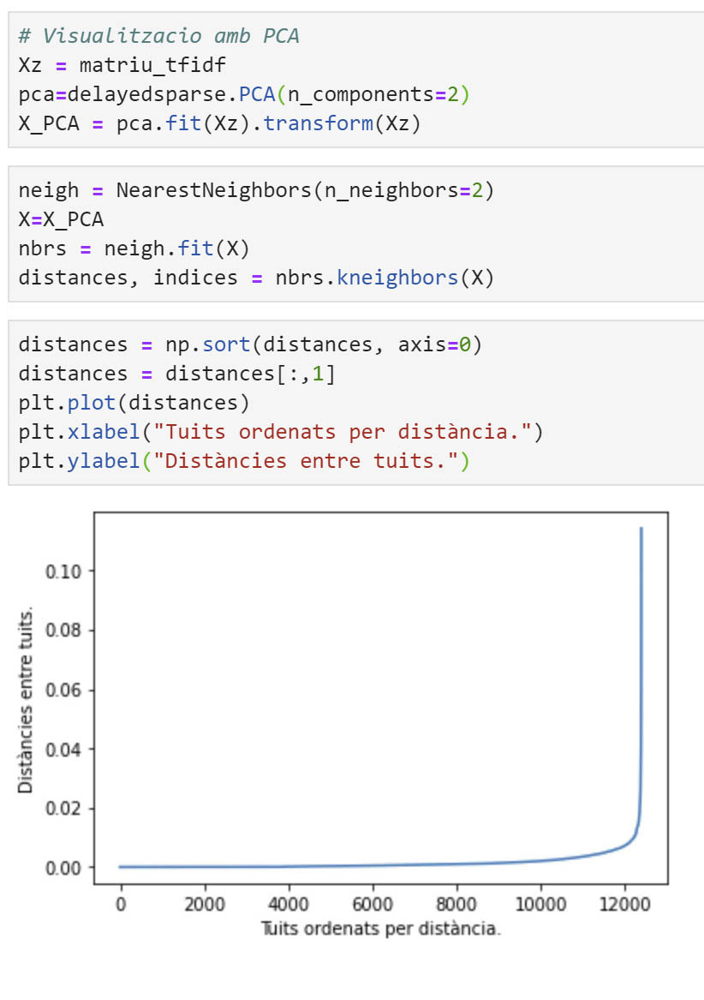 # Visualitzacio amb PCA
Xz = matriu_tfidf
pca=delayedsparse.PCA(n_components=2)
X_PCA = pca.fit(Xz).transform(Xz)
neigh = NearestNeighbors(n_neighbors=2)
X=X_PCA
nbrs = neigh.fit(X)
distances, indices = nbrs.kneighbors(X)
distances = np.sort(distances, axis=0)
distances = distances[:,1]
plt.plot(distances)
plt.xlabel("Tuits ordenats per distància.")
plt.ylabel("Distàncies entre tuits.")
Distàncies entre tuits.
0.10
0.08
0.06
0.04
0.02
0.00
0 2000 4000 6000 8000 10000 12000
Tuits ordenats per distància.